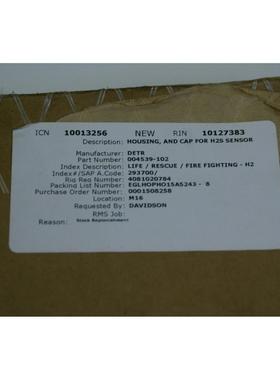 ICN 10013256 NEW RIN 10127383
Description: HOUSING, AND CAP FOR H2S SENSOR
Manufacturer: DETR
Part Number: 004539-102
Index Description: LIFE / RESCUE / FIRE FIGHTING - H2
Index#/SAP A.Code: 293700/
Rig Req Number: 4081020784
Packing List Number: EGLHOPHO15A5243 - 8
Purchase Order Number: 0001508258
Location: M16
Requested By: DAVIDSON
RMS Job:
Reason: Stock Replenishment